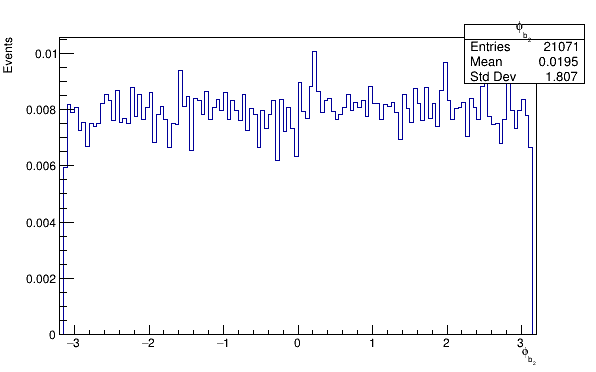 ϕ_b₂
Events
Entries 21071
Mean 0.0195
Std Dev 1.807
0.01
0.008
0.006
0.004
0.002
0
−3 −2 −1 0 1 2 3
ϕ_b₂